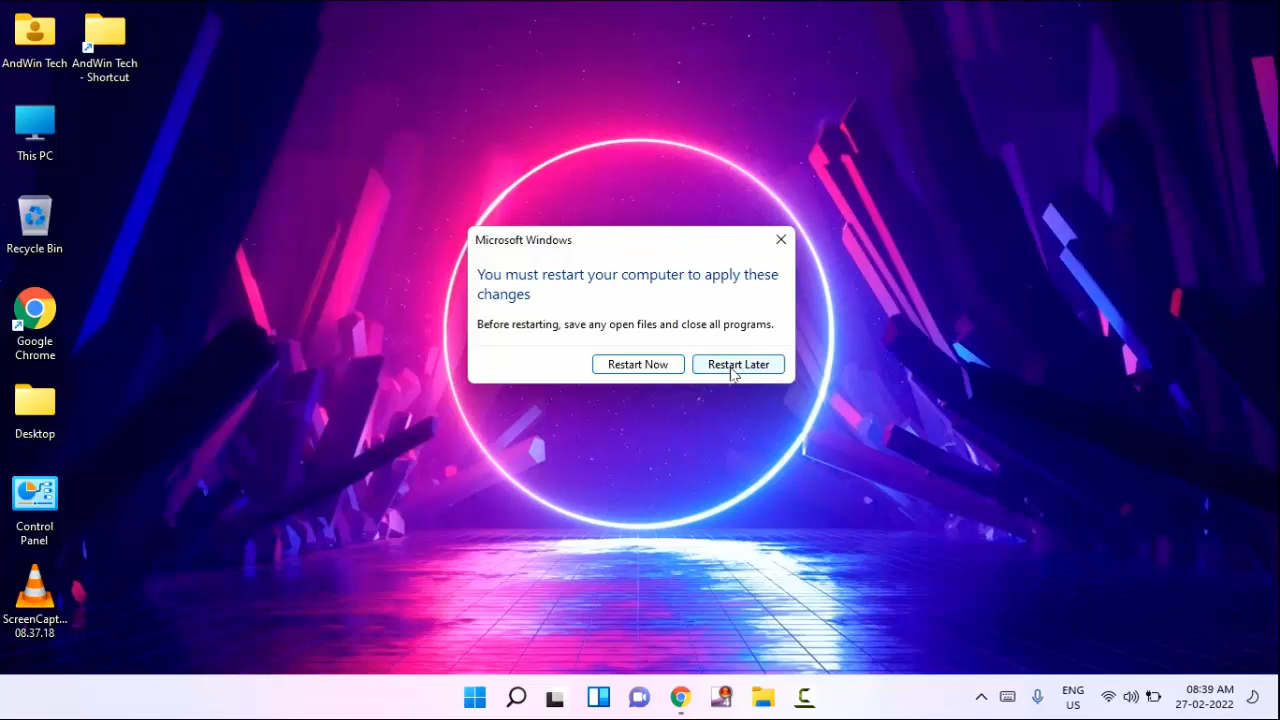 AndWin Tech
AndWin Tech
- Shortcut
This PC
Recycle Bin
Google
Chrome
Desktop
Control
Panel
ScreenCapt...
08.37.18
Microsoft Windows
You must restart your computer to apply these
changes
Before restarting, save any open files and close all programs.
Restart Now
Restart Later
ENG
US
08:39 AM
27-02-2022